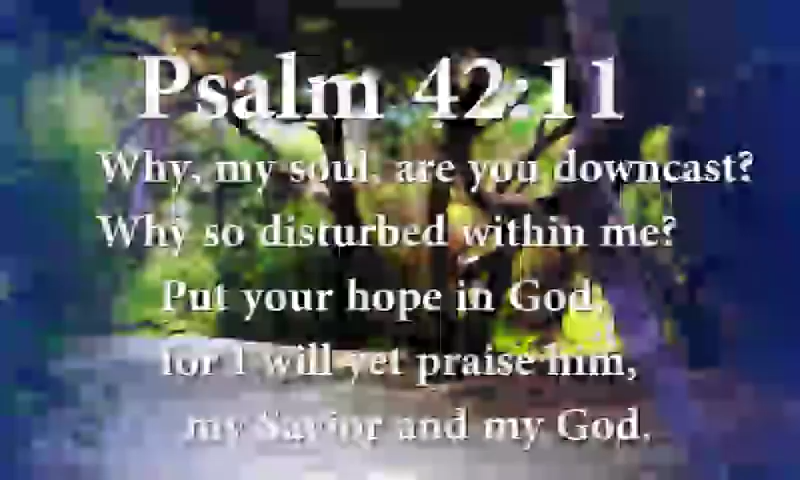 Psalm 42:11
Why, my soul, are you downcast?
Why so disturbed within me?
Put your hope in God,
for I will yet praise him,
my Savior and my God.